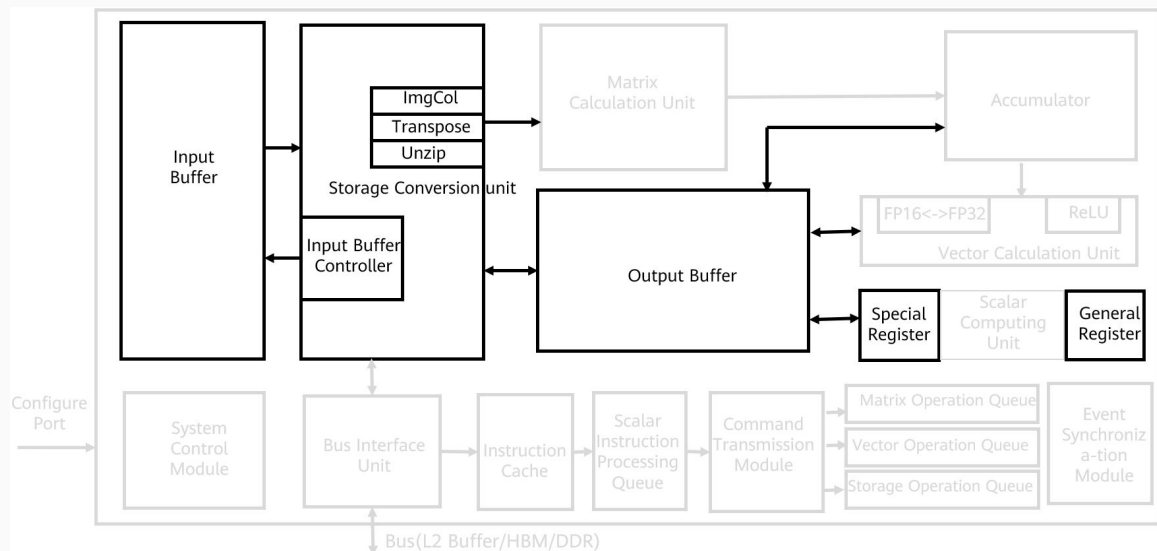 ImgCol
Transpose
Unzip
Input
Buffer
Storage Conversion unit
Input Buffer
Controller
Matrix
Calculation Unit
Accumulator
FP16<->FP32
ReLU
Vector Calculation Unit
Output Buffer
Special
Register
Scalar
Computing
Unit
General
Register
Configure
Port
System
Control
Module
Bus Interface
Unit
Instruction
Cache
Scalar
Instruction
Processing
Queue
Command
Transmission
Module
Matrix Operation Queue
Vector Operation Queue
Storage Operation Queue
Event
Synchroniz
a-tion
Module
Bus(L2 Buffer/HBM/DDR)